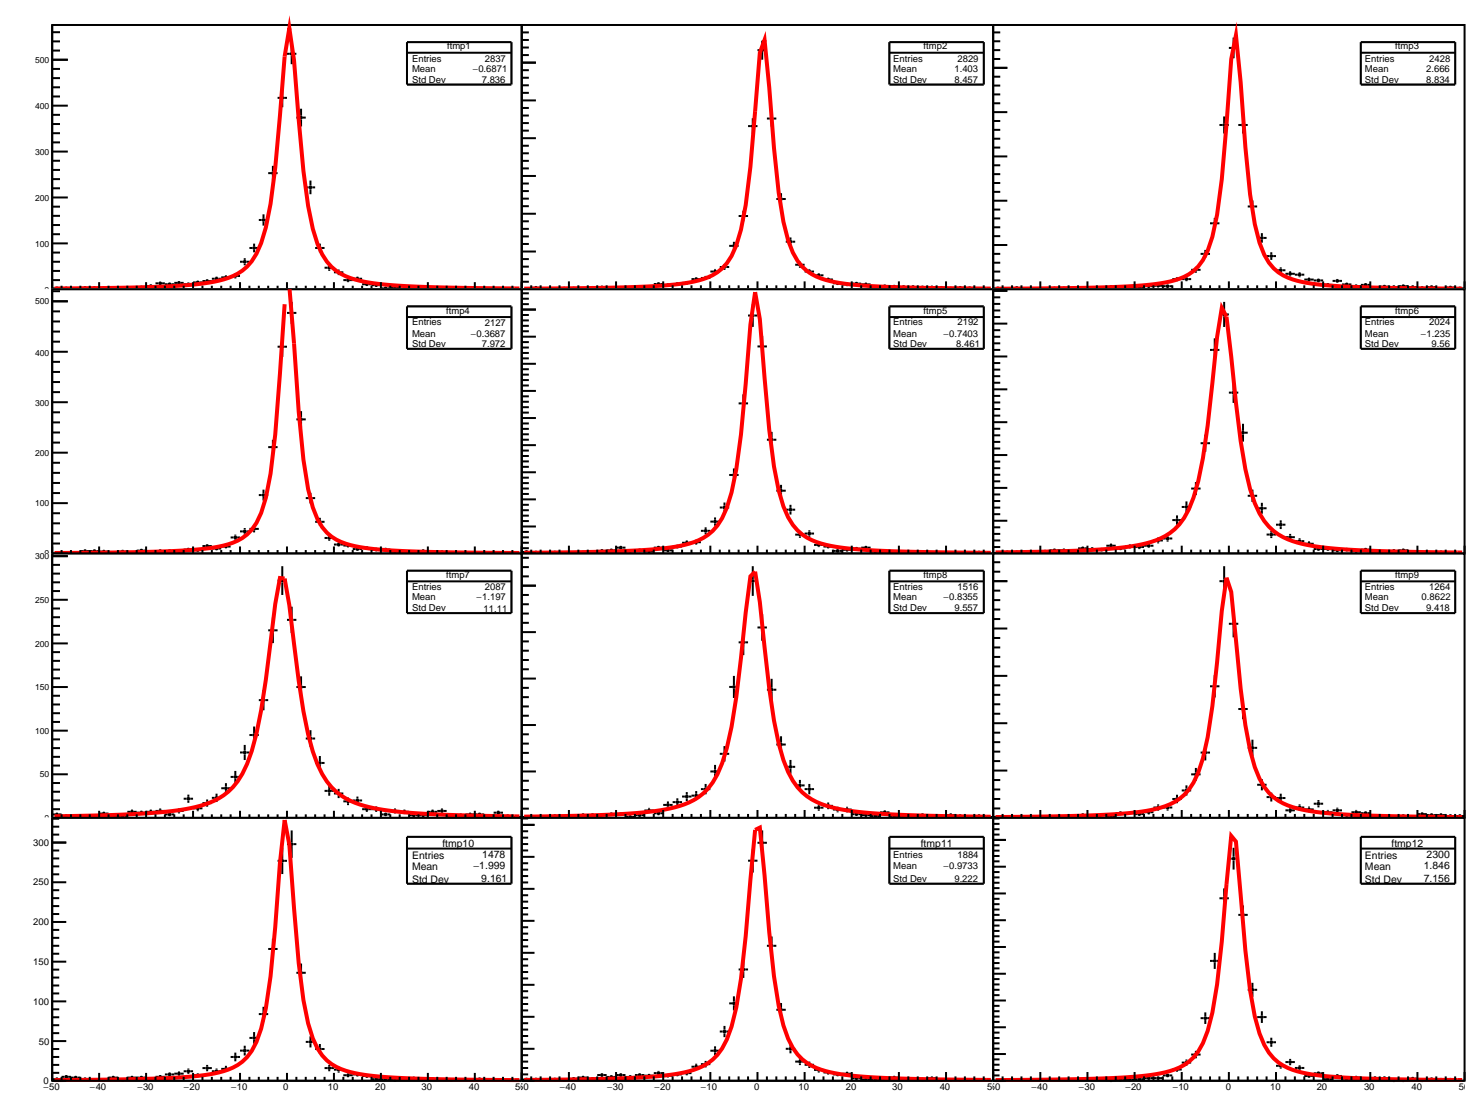 ftmp1
Entries 2837
Mean −0.6871
Std Dev 7.836
ftmp2
Entries 2829
Mean 1.403
Std Dev 8.457
ftmp3
Entries 2428
Mean 2.666
Std Dev 8.834
500
400
300
200
100
0
ftmp4
Entries 2127
Mean −0.3687
Std Dev 7.972
ftmp5
Entries 2192
Mean −0.7403
Std Dev 8.461
ftmp6
Entries 2024
Mean −1.235
Std Dev 9.56
500
400
300
200
100
0
ftmp7
Entries 2087
Mean −1.197
Std Dev 11.11
ftmp8
Entries 1516
Mean −0.8355
Std Dev 9.557
ftmp9
Entries 1264
Mean 0.8622
Std Dev 9.418
300
250
200
150
100
50
0
ftmp10
Entries 1478
Mean −1.999
Std Dev 9.161
ftmp11
Entries 1884
Mean −0.9733
Std Dev 9.222
ftmp12
Entries 2300
Mean 1.846
Std Dev 7.156
300
250
200
150
100
50
0
−50 −40 −30 −20 −10 0 10 20 30 40 50 −40 −30 −20 −10 0 10 20 30 40 50 −40 −30 −20 −10 0 10 20 30 40 50